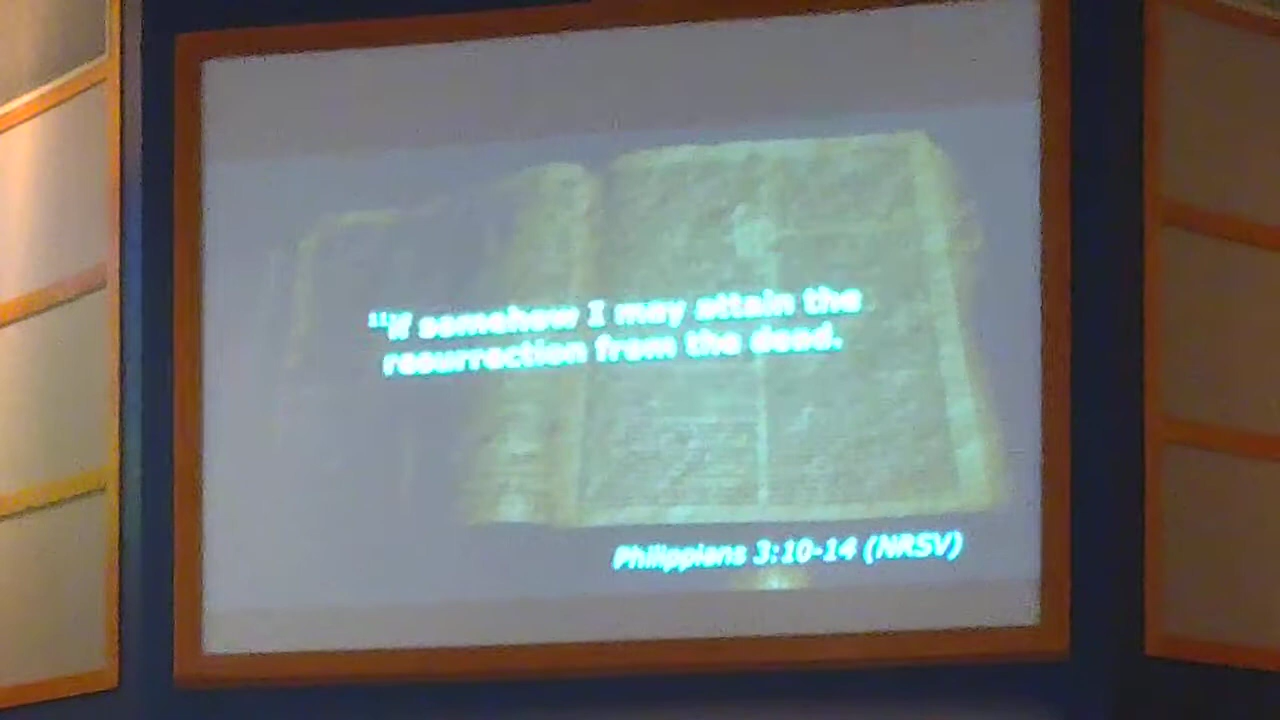 ¹¹if somehow I may attain the
resurrection from the dead.
Philippians 3:10-14 (NRSV)